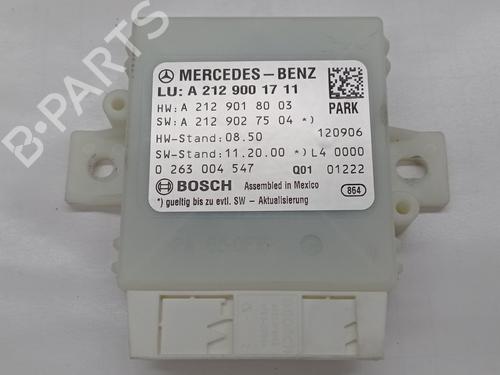 MERCEDES-BENZ
LU: A 212 900 17 11
HW: A 212 901 80 03
PARK
SW: A 212 902 75 04 *)
HW-Stand: 08.50 120906
SW-Stand: 11.20.00 *) L4 0000
0 263 004 547 Q01 01222
BOSCH Assembled in Mexico
*) gueltig bis zu evtl. SW - Aktualisierung
864
B-PARTS